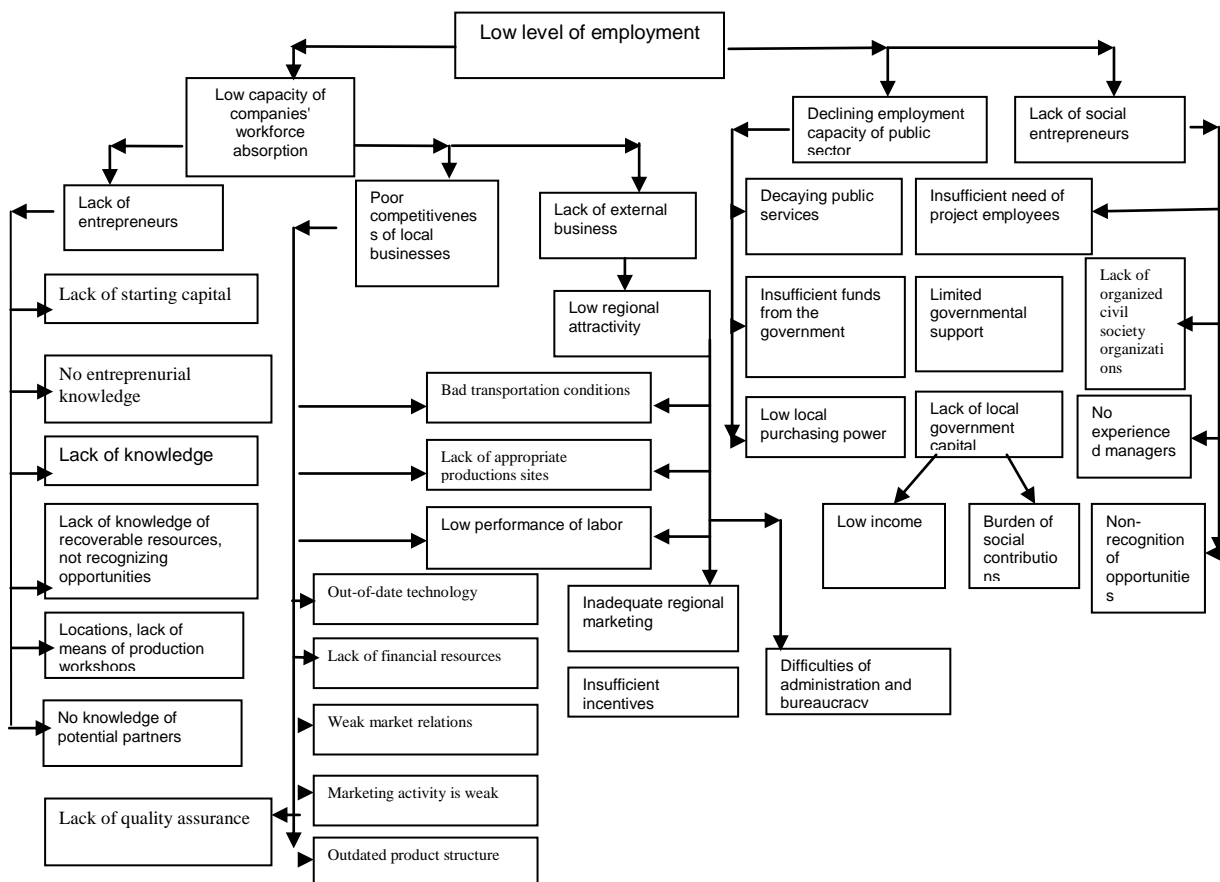 Low level of employment
Low capacity of
companies'
workforce
absorption
Declining employment
capacity of public
sector
Lack of social
entrepreneurs
Lack of
entrepreneurs
Poor
competitivenes
s of local
businesses
Lack of external
business
Decaying public
services
Insufficient need of
project employees
Lack of starting capital
Low regional
attractivity
Insufficient funds
from the
government
Limited
governmental
support
Lack of
organized
civil
society
organizati
ons
No entreprenurial
knowledge
Bad transportation conditions
Low local
purchasing power
Lack of local
government
capital
No
experience
d managers
Lack of knowledge
Lack of appropriate
productions sites
Lack of knowledge of
recoverable resources,
not recognizing
opportunities
Low performance of labor
Low income
Burden of
social
contributio
ns
Non-
recognition
of
opportunitie
s
Out-of-date technology
Inadequate regional
marketing
Locations, lack of
means of production
workshops
Lack of financial resources
Insufficient
incentives
Difficulties of
administration and
bureaucracy
No knowledge of
potential partners
Weak market relations
Marketing activity is weak
Lack of quality assurance
Outdated product structure